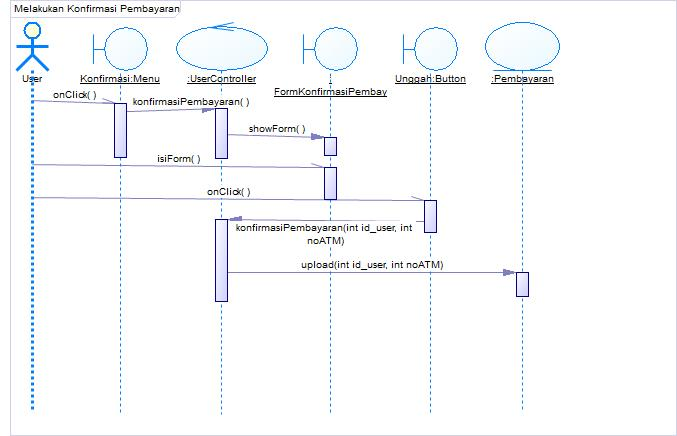 Melakukan Konfirmasi Pembayaran
User
Konfirmasi:Menu
:UserController
:
FormKonfirmasiPembay
Unggah:Button
:Pembayaran
onClick( )
konfirmasiPembayaran( )
showForm( )
isiForm( )
onClick( )
konfirmasiPembayaran(int id_user, int
noATM)
upload(int id_user, int noATM)